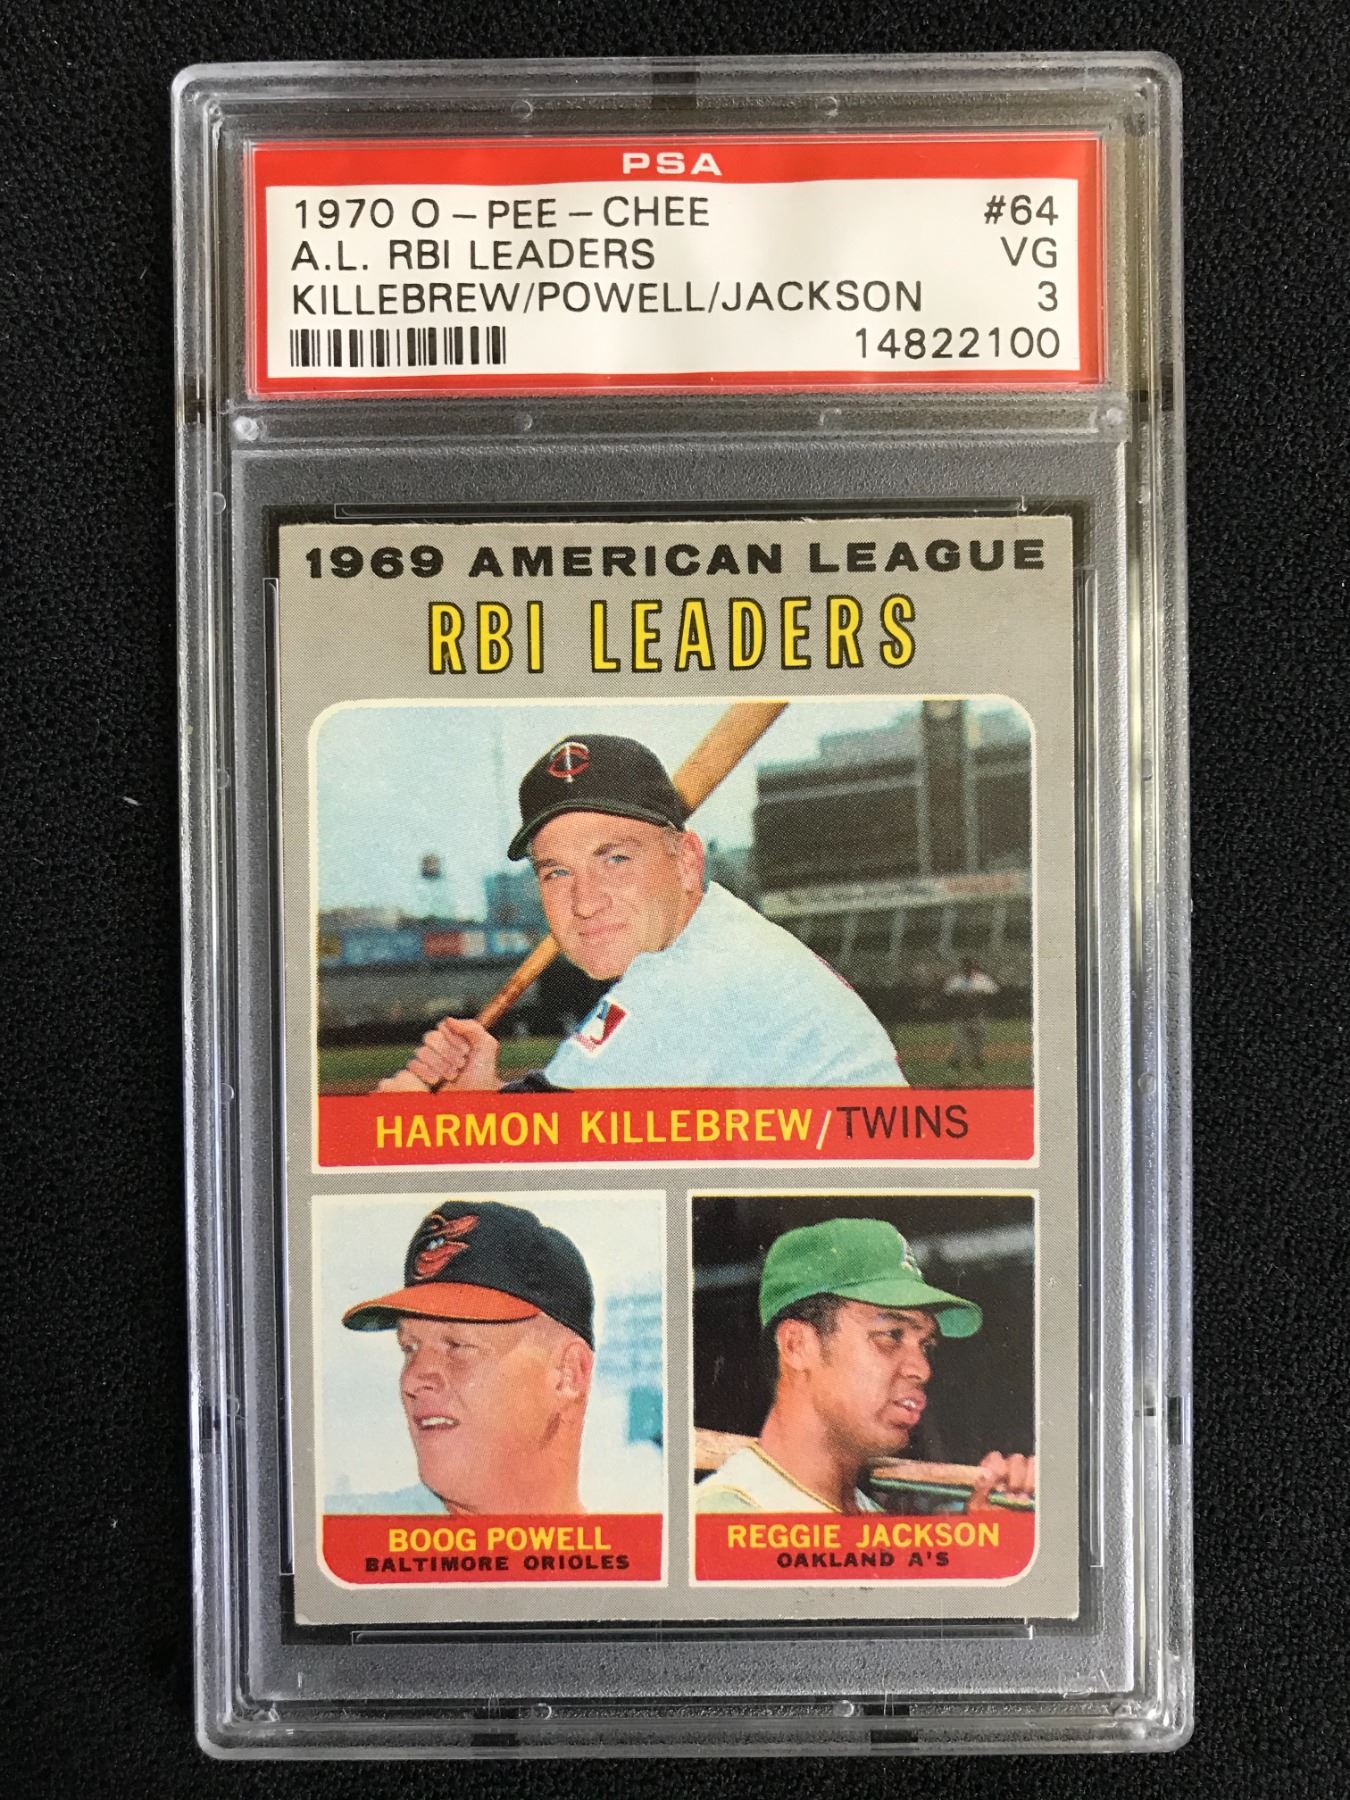 PSA
1970 O-PEE-CHEE #64
A.L. RBI LEADERS VG
KILLEBREW/POWELL/JACKSON 3
14822100
1969 AMERICAN LEAGUE
RBI LEADERS
HARMON KILLEBREW/TWINS
BOOG POWELL
BALTIMORE ORIOLES
REGGIE JACKSON
OAKLAND A'S